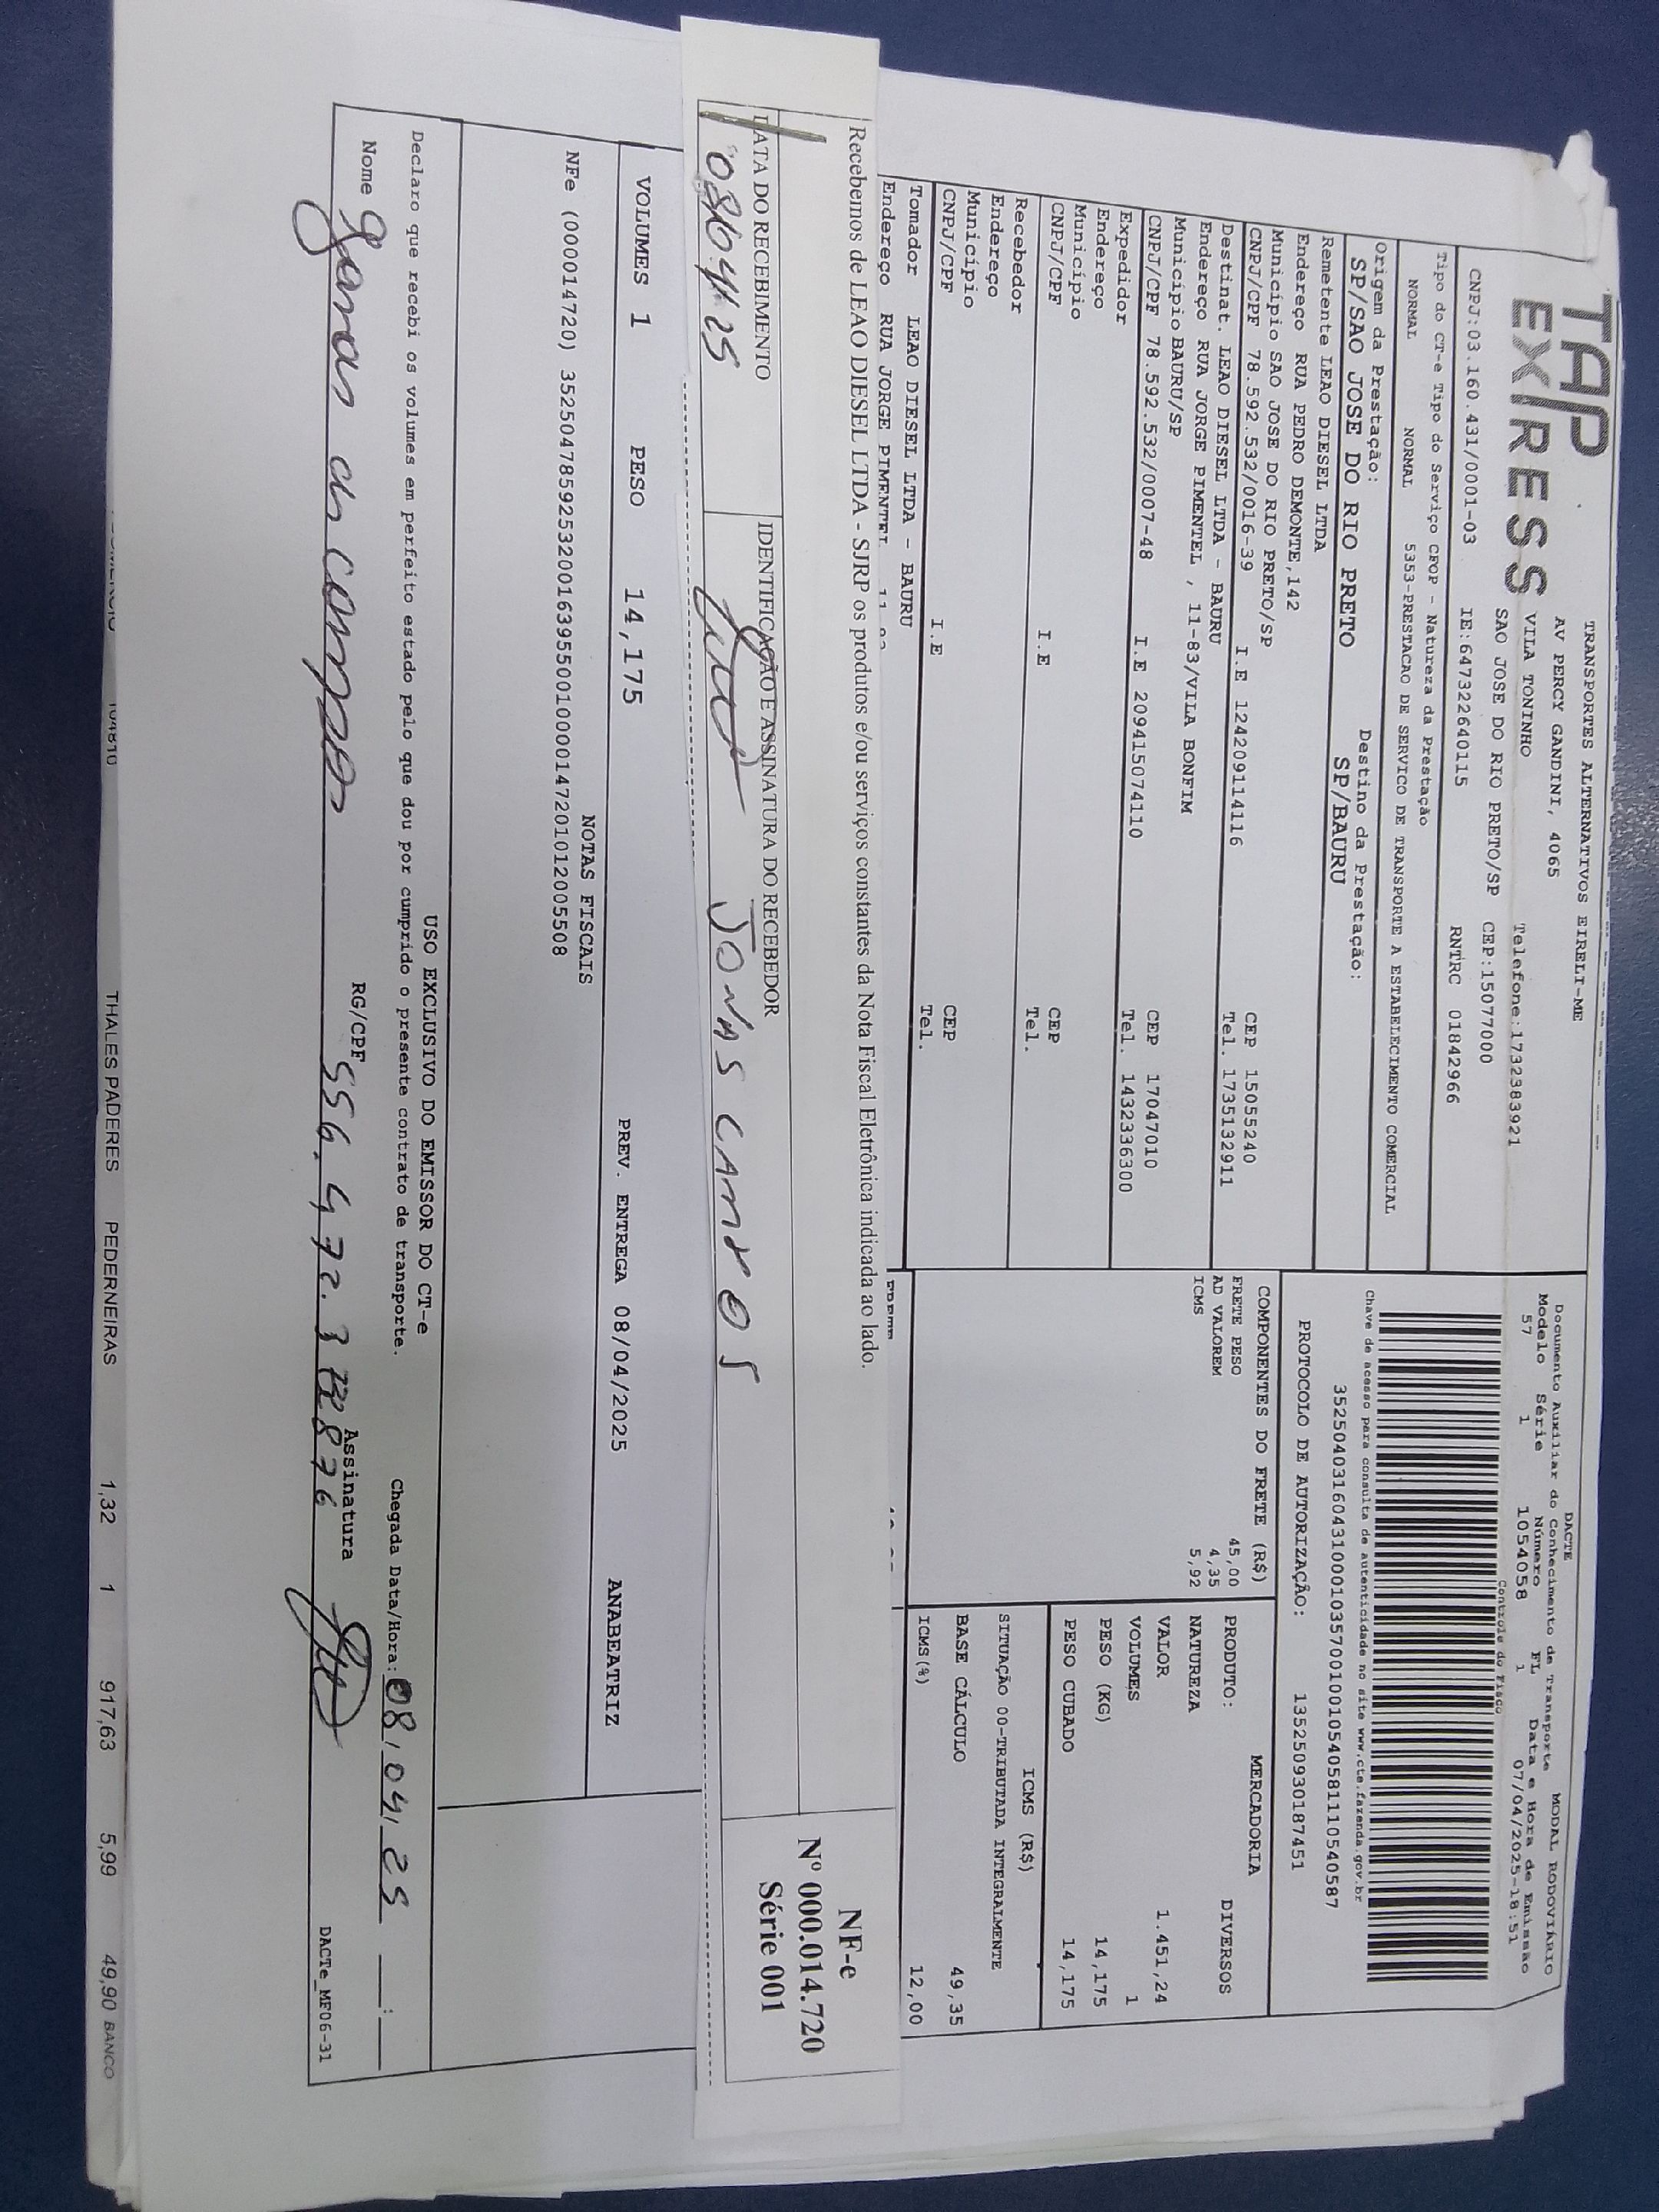 TAP EXPRESS
TRANSPORTES ALTERNATIVOS EIRELI-ME
AV PERCY GANDINI, 4065
VILA TONINHO Telefone:1732383921
SAO JOSE DO RIO PRETO/SP CEP:15077000
CNPJ:03.160.431/0001-03 IE:647322640115 RNTRC 01842966
Tipo do CT-e Tipo do Serviço CFOP - Natureza da Prestação
NORMAL NORMAL 5353-PRESTACAO DE SERVICO DE TRANSPORTE A ESTABELECIMENTO COMERCIAL
Origem da Prestação: Destino da Prestação:
SP/SAO JOSE DO RIO PRETO SP/BAURU
Remetente LEAO DIESEL LTDA
Endereço RUA PEDRO DEMONTE,142
Município SAO JOSE DO RIO PRETO/SP CEP 15055240
CNPJ/CPF 78.592.532/0016-39 I.E 124209114116 Tel. 1735132911
Destinat. LEAO DIESEL LTDA - BAURU
Endereço RUA JORGE PIMENTEL , 11-83/VILA BONFIM
Município BAURU/SP CEP 17047010
CNPJ/CPF 78.592.532/0007-48 I.E 209415074110 Tel. 1432336300
Expedidor
Endereço
Município CEP
CNPJ/CPF I.E Tel.
Recebedor
Endereço
Município CEP
CNPJ/CPF I.E Tel.
Tomador LEAO DIESEL LTDA - BAURU
Endereço RUA JORGE PIMENTEL
DACTE MODAL RODOVIÁRIO
Documento Auxiliar do Conhecimento de Transporte
Modelo Série Número FL Data e Hora de Emissão
57 1 1054058 1 07/04/2025-18:51
Controle do Fisco
Chave de acesso para consulta de autenticidade no site www.cte.fazenda.gov.br
35250403160431000103570010010540581110540587
PROTOCOLO DE AUTORIZAÇÃO: 135250930187451
COMPONENTES DO FRETE (R$)
FRETE PESO 45,00
AD VALOREM 4,35
ICMS 5,92
MERCADORIA
PRODUTO: DIVERSOS
NATUREZA
VALOR 1.451,24
VOLUMES 1
PESO (KG) 14,175
PESO CUBADO 14,175
ICMS (R$)
SITUAÇÃO 00-TRIBUTADA INTEGRALMENTE
BASE CÁLCULO 49,35
ICMS(%) 12,00
Recebemos de LEAO DIESEL LTDA - SJRP os produtos e/ou serviços constantes da Nota Fiscal Eletrônica indicada ao lado.
DATA DO RECEBIMENTO IDENTIFICAÇÃO E ASSINATURA DO RECEBEDOR
08/04/25 JONAS CAMPOS
NF-e
Nº 000.014.720
Série 001
VOLUMES 1 PESO 14,175 PREV. ENTREGA 08/04/2025 ANABEATRIZ
NOTAS FISCAIS
NFe (000014720) 35250478592532001639550010000147201012005508
USO EXCLUSIVO DO EMISSOR DO CT-e
Declaro que recebi os volumes em perfeito estado pelo que dou por cumprido o presente contrato de transporte. Chegada Data/Hora: 08/04/25 __:__
Nome Jonas de campos RG/CPF Assinatura
DACTe_MF06-31
THALES PADERES PEDERNEIRAS 1,32 1 917,63 5,99 49,90 BANCO